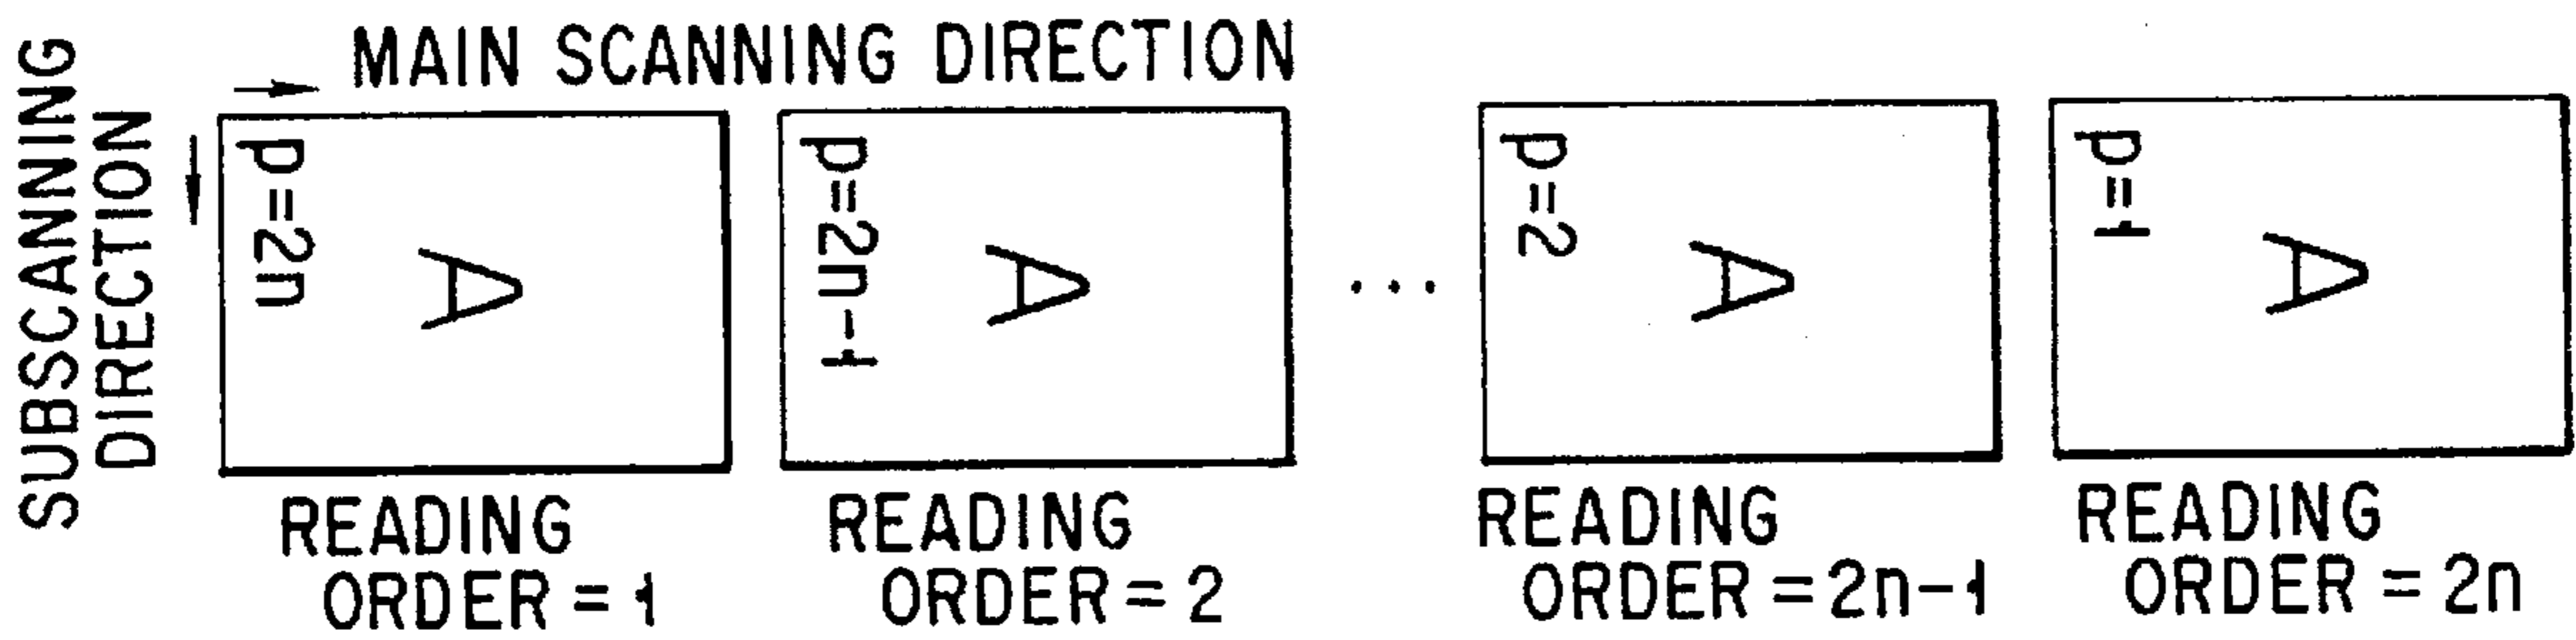 MAIN SCANNING DIRECTION
SUBSCANNING
DIRECTION
p=2n
A
READING
ORDER = 1
p=2n-1
A
READING
ORDER = 2
...
p=2
A
READING
ORDER = 2n-1
p=1
A
READING
ORDER = 2n